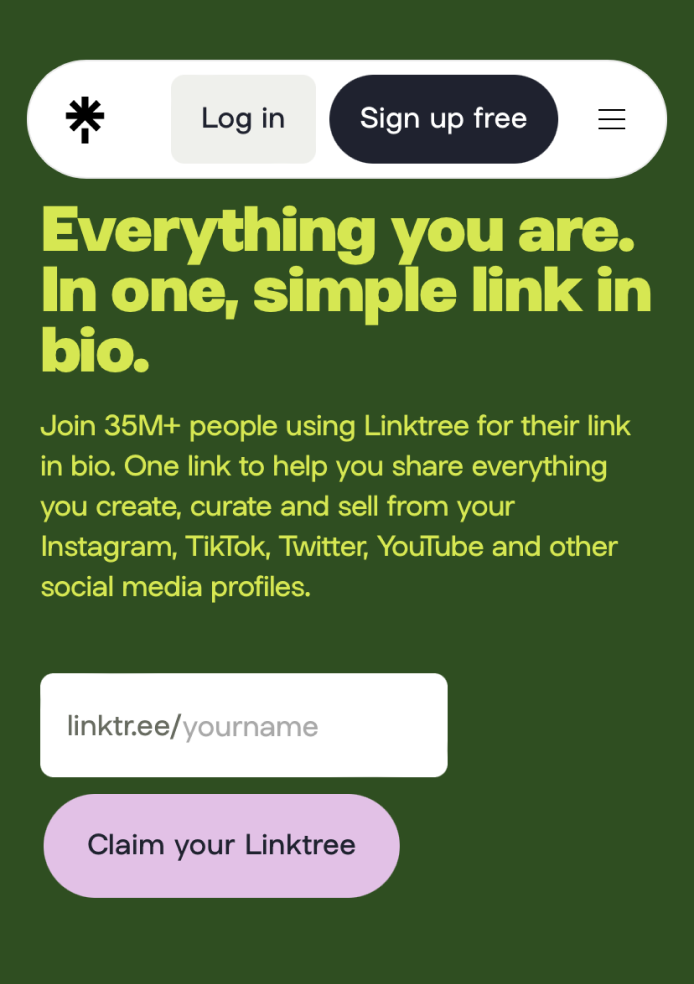 Log in
Sign up free
Everything you are.
In one, simple link in
bio.
Join 35M+ people using Linktree for their link
in bio. One link to help you share everything
you create, curate and sell from your
Instagram, TikTok, Twitter, YouTube and other
social media profiles.
linktr.ee/yourname
Claim your Linktree